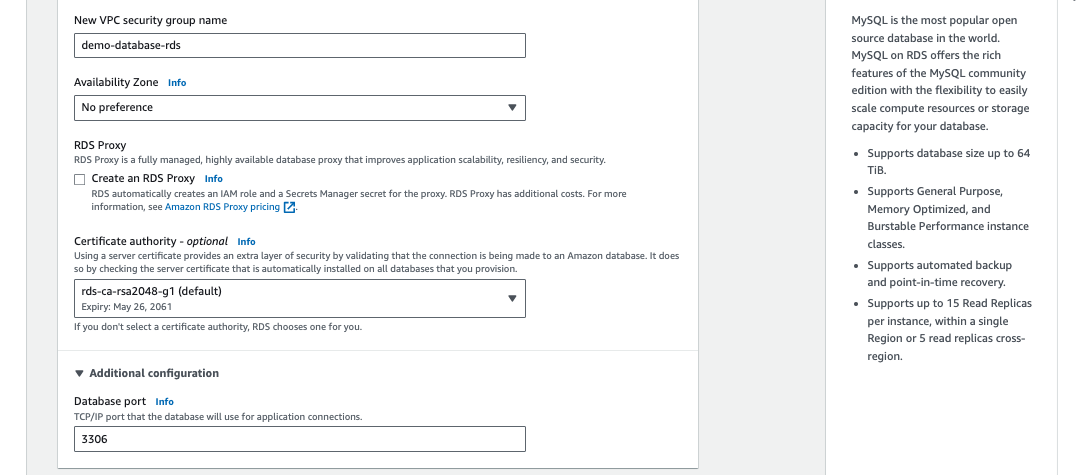 New VPC security group name
demo-database-rds
Availability Zone Info
No preference
RDS Proxy
RDS Proxy is a fully managed, highly available database proxy that improves application scalability, resiliency, and security.
Create an RDS Proxy Info
RDS automatically creates an IAM role and a Secrets Manager secret for the proxy. RDS Proxy has additional costs. For more
information, see Amazon RDS Proxy pricing .
Certificate authority - optional Info
Using a server certificate provides an extra layer of security by validating that the connection is being made to an Amazon database. It does
so by checking the server certificate that is automatically installed on all databases that you provision.
rds-ca-rsa2048-g1 (default)
Expiry: May 26, 2061
If you don't select a certificate authority, RDS chooses one for you.
Additional configuration
Database port Info
TCP/IP port that the database will use for application connections.
3306
MySQL is the most popular open
source database in the world.
MySQL on RDS offers the rich
features of the MySQL community
edition with the flexibility to easily
scale compute resources or storage
capacity for your database.
• Supports database size up to 64
TiB.
• Supports General Purpose,
Memory Optimized, and
Burstable Performance instance
classes.
• Supports automated backup
and point-in-time recovery.
• Supports up to 15 Read Replicas
per instance, within a single
Region or 5 read replicas cross-
region.